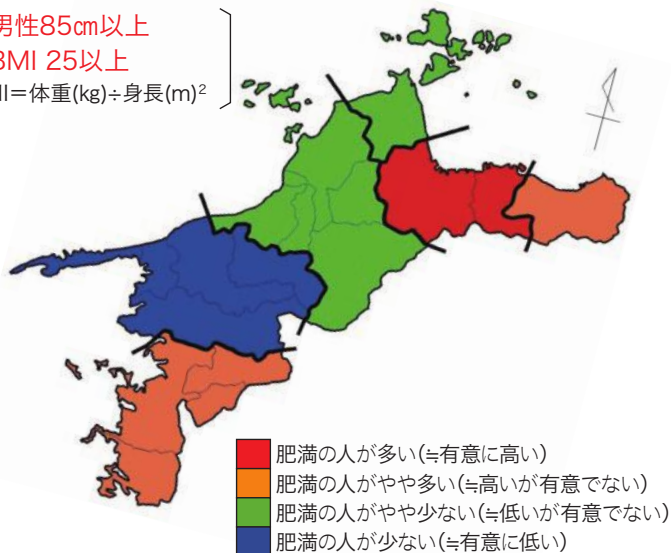 男性85㎝以上
BMI 25以上
MI＝体重(kg)÷身長(m)²
肥満の人が多い(≒有意に高い)
肥満の人がやや多い(≒高いが有意でない)
肥満の人がやや少ない(≒低いが有意でない)
肥満の人が少ない(≒有意に低い)